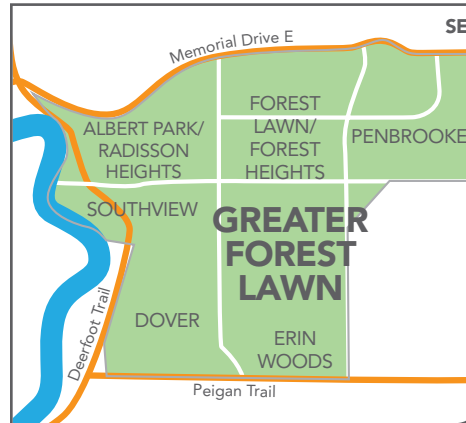 SE
Memorial Drive E
FOREST
LAWN/
FOREST
HEIGHTS
ALBERT PARK/
RADISSON
HEIGHTS
PENBROOKE
SOUTHVIEW
GREATER
FOREST
LAWN
DOVER
ERIN
WOODS
Deerfoot Trail
Peigan Trail